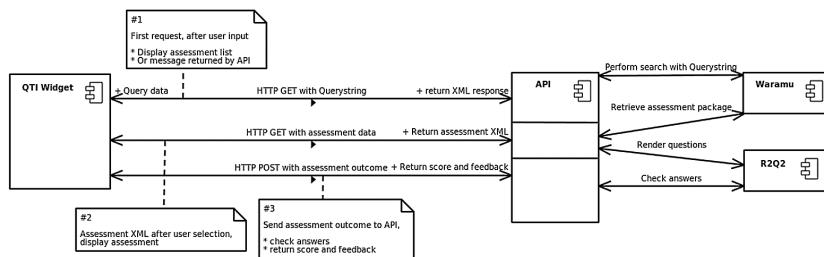 #1
First request, after user input
* Display assessment list
* Or message returned by API
QTI Widget
+ Query data
HTTP GET with Querystring
+ return XML response
HTTP GET with assessment data
+ Return assessment XML
HTTP POST with assessment outcome
+ Return score and feedback
API
Perform search with Querystring
Waramu
Retrieve assessment package
Render questions
R2Q2
Check answers
#2
Assessment XML after user selection,
display assessment
#3
Send assessment outcome to API,
* check answers
* return score and feedback